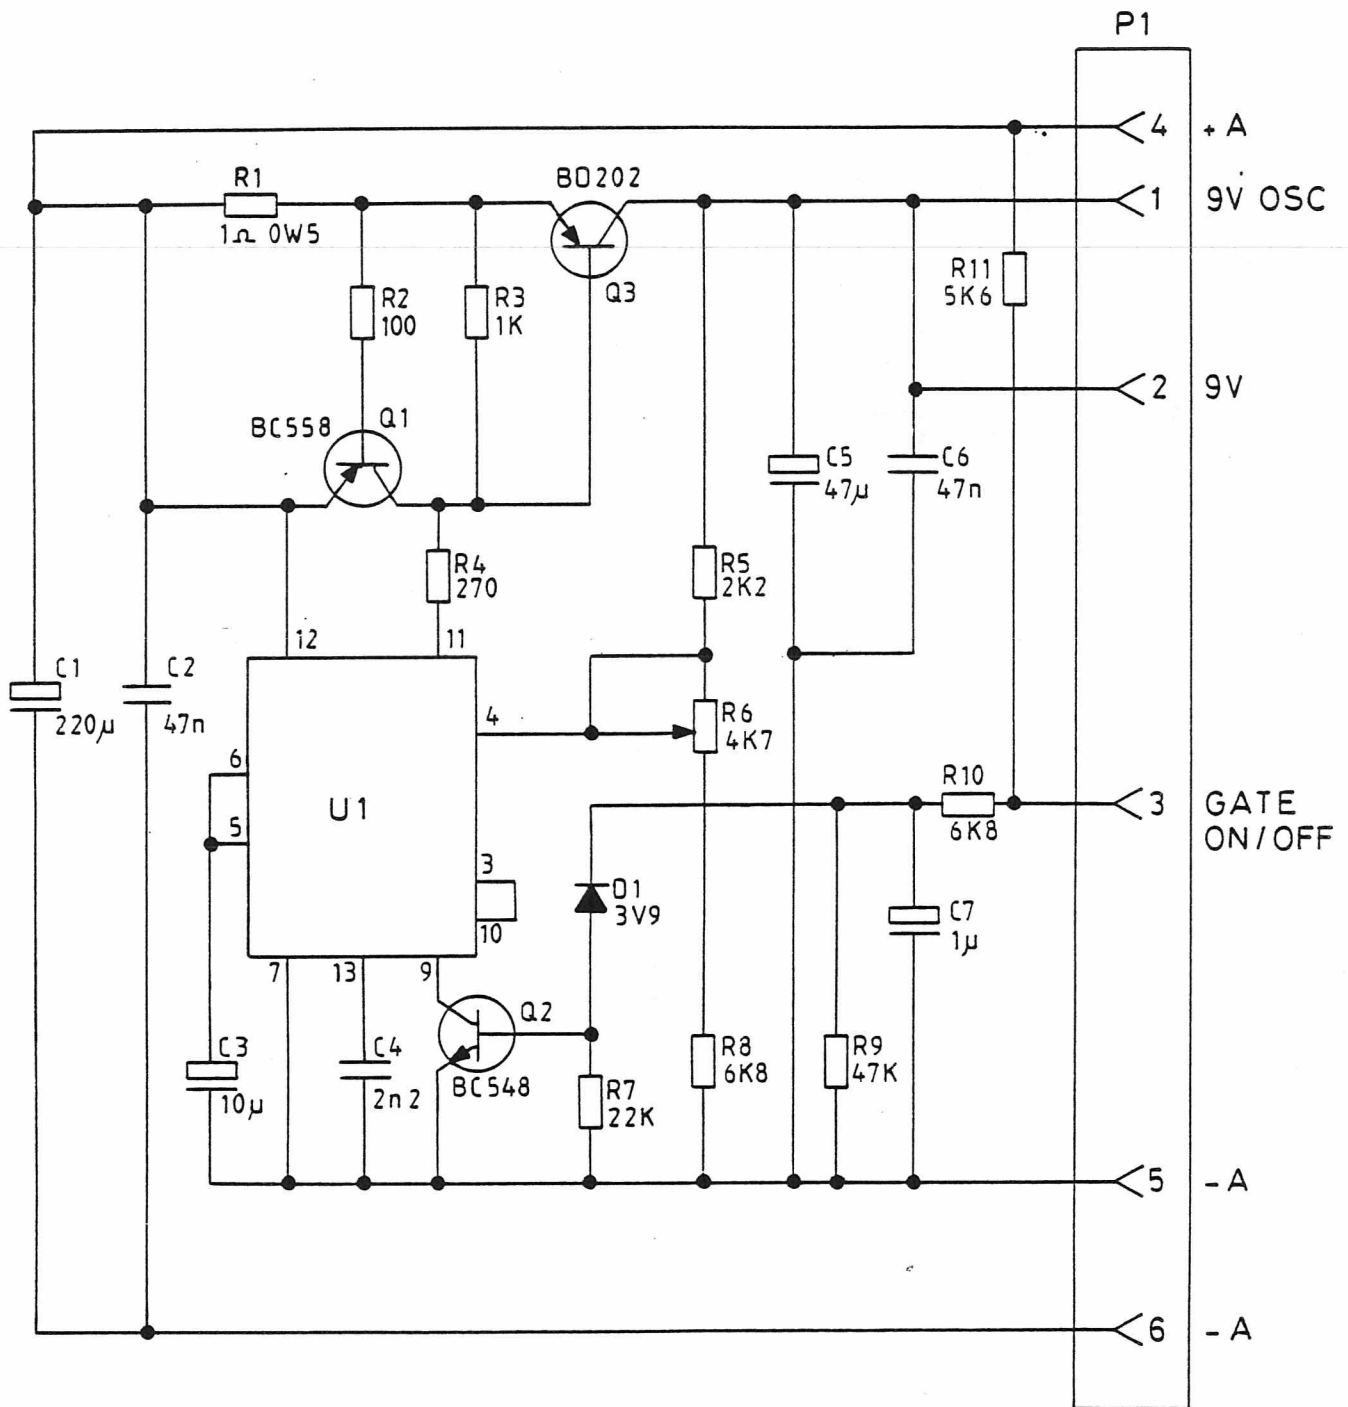 P1
4 + A
R1
BD202
1 9V OSC
1Ω 0W5
R11
5K6
R2
100
R3
1K
Q3
2 9V
BC558
Q1
C5
47µ
C6
47n
R4
270
R5
2K2
12
11
C1
220µ
C2
47n
4
R6
4K7
6
R10
6K8
3 GATE
ON/OFF
U1
5
3
10
D1
3V9
C7
1µ
7
13
9
Q2
BC548
C3
10µ
C4
2n2
R7
22K
R8
6K8
R9
47K
5 - A
6 - A